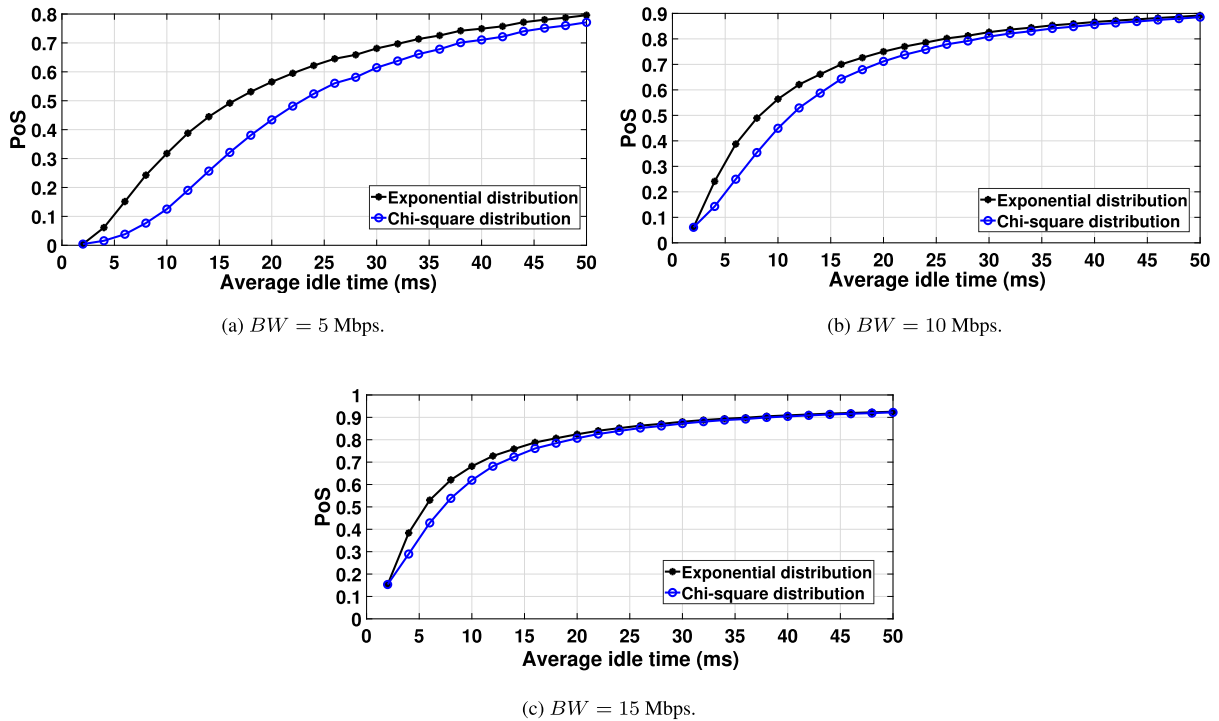 0.8
0.7
0.6
0.5
0.4
0.3
0.2
0.1
0
PoS
Exponential distribution
Chi-square distribution
0 5 10 15 20 25 30 35 40 45 50
Average idle time (ms)
(a) BW = 5 Mbps.
0.9
0.8
0.7
0.6
0.5
0.4
0.3
0.2
0.1
0
PoS
Exponential distribution
Chi-square distribution
0 5 10 15 20 25 30 35 40 45 50
Average idle time (ms)
(b) BW = 10 Mbps.
1
0.9
0.8
0.7
0.6
0.5
0.4
0.3
0.2
0.1
0
PoS
Exponential distribution
Chi-square distribution
0 5 10 15 20 25 30 35 40 45 50
Average idle time (ms)
(c) BW = 15 Mbps.